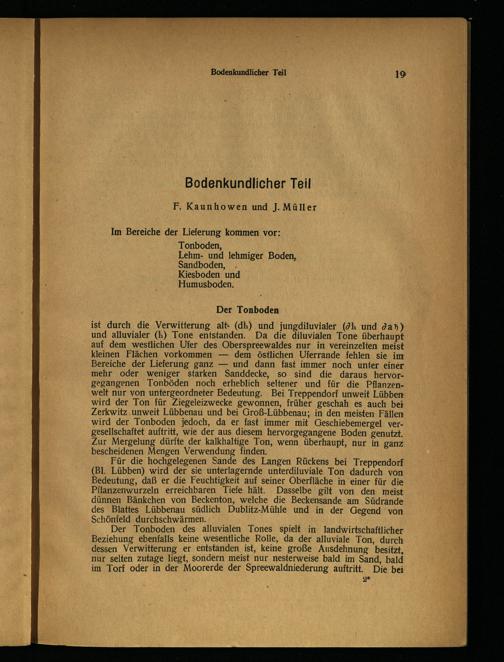 Bodenkundlicher Teil 19
Bodenkundlicher Teil
F. Kaunhowen und J. Müller
Im Bereiche der Lieferung kommen vor:
Tonboden,
Lehm- und lehmiger Boden,
Sandboden,
Kiesboden und
Humusboden.
Der Tonboden
ist durch die Verwitterung alt- (dh) und jungdiluvialer (∂h und ∂ah)
und alluvialer (h) Tone entstanden. Da die diluvialen Tone überhaupt
auf dem westlichen Ufer des Oberspreewaldes nur in vereinzelten meist
kleinen Flächen vorkommen — dem östlichen Uferrande fehlen sie im
Bereiche der Lieferung ganz — und dann fast immer noch unter einer
mehr oder weniger starken Sanddecke, so sind die daraus hervor-
gegangenen Tonböden noch erheblich seltener und für die Pflanzen-
welt nur von untergeordneter Bedeutung. Bei Treppendorf unweit Lübben
wird der Ton für Ziegeleizwecke gewonnen, früher geschah es auch bei
Zerkwitz unweit Lübbenau und bei Groß-Lübbenau; in den meisten Fällen
wird der Tonboden jedoch, da er fast immer mit Geschiebemergel ver-
gesellschaftet auftritt, wie der aus diesem hervorgegangene Boden genutzt.
Zur Mergelung dürfte der kalkhaltige Ton, wenn überhaupt, nur in ganz
bescheidenen Mengen Verwendung finden.
Für die hochgelegenen Sande des Langen Rückens bei Treppendorf
(Bl. Lübben) wird der sie unterlagernde unterdiluviale Ton dadurch von
Bedeutung, daß er die Feuchtigkeit auf seiner Oberfläche in einer für die
Pflanzenwurzeln erreichbaren Tiefe hält. Dasselbe gilt von den meist
dünnen Bänkchen von Beckenton, welche die Beckensande am Südrande
des Blattes Lübbenau südlich Dublitz-Mühle und in der Gegend von
Schönfeld durchschwärmen.
Der Tonboden des alluvialen Tones spielt in landwirtschaftlicher
Beziehung ebenfalls keine wesentliche Rolle, da der alluviale Ton, durch
dessen Verwitterung er entstanden ist, keine große Ausdehnung besitzt,
nur selten zutage liegt, sondern meist nur nesterweise bald im Sand, bald
im Torf oder in der Moorerde der Spreewaldniederung auftritt. Die bei
2*